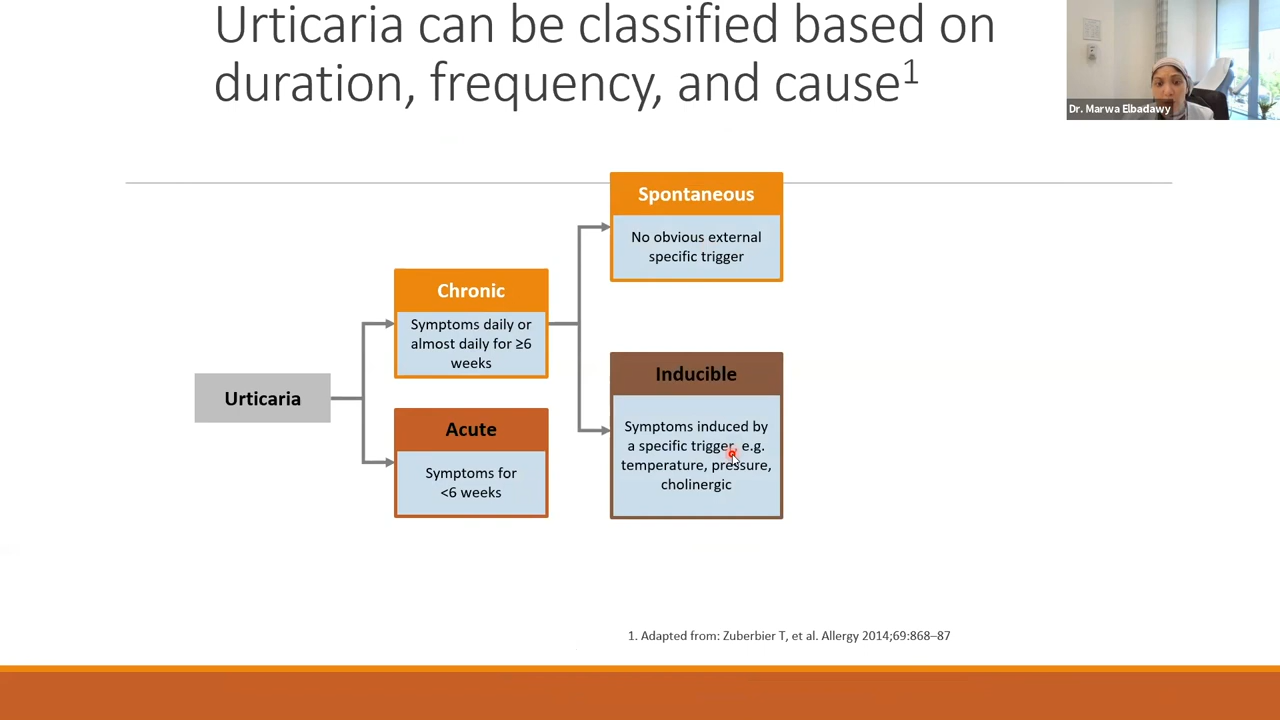 Urticaria can be classified based on
duration, frequency, and cause1
Dr. Marwa Elbadawy
Spontaneous
No obvious external
specific trigger
Chronic
Symptoms daily or
almost daily for ≥6
weeks
Urticaria
Acute
Symptoms for
<6 weeks
Inducible
Symptoms induced by
a specific trigger, e.g.
temperature, pressure,
cholinergic
1. Adapted from: Zuberbier T, et al. Allergy 2014;69:868–87